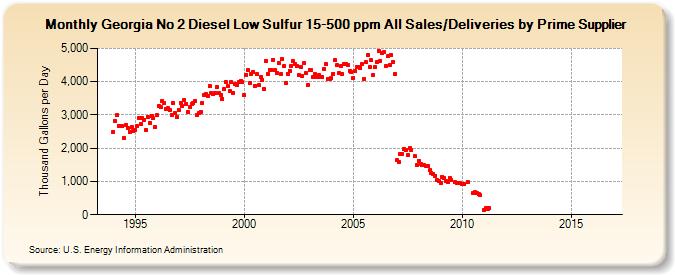 Monthly Georgia No 2 Diesel Low Sulfur 15-500 ppm All Sales/Deliveries by Prime Supplier
Thousand Gallons per Day
5,000
4,000
3,000
2,000
1,000
0
1995 2000 2005 2010 2015
Source: U.S. Energy Information Administration